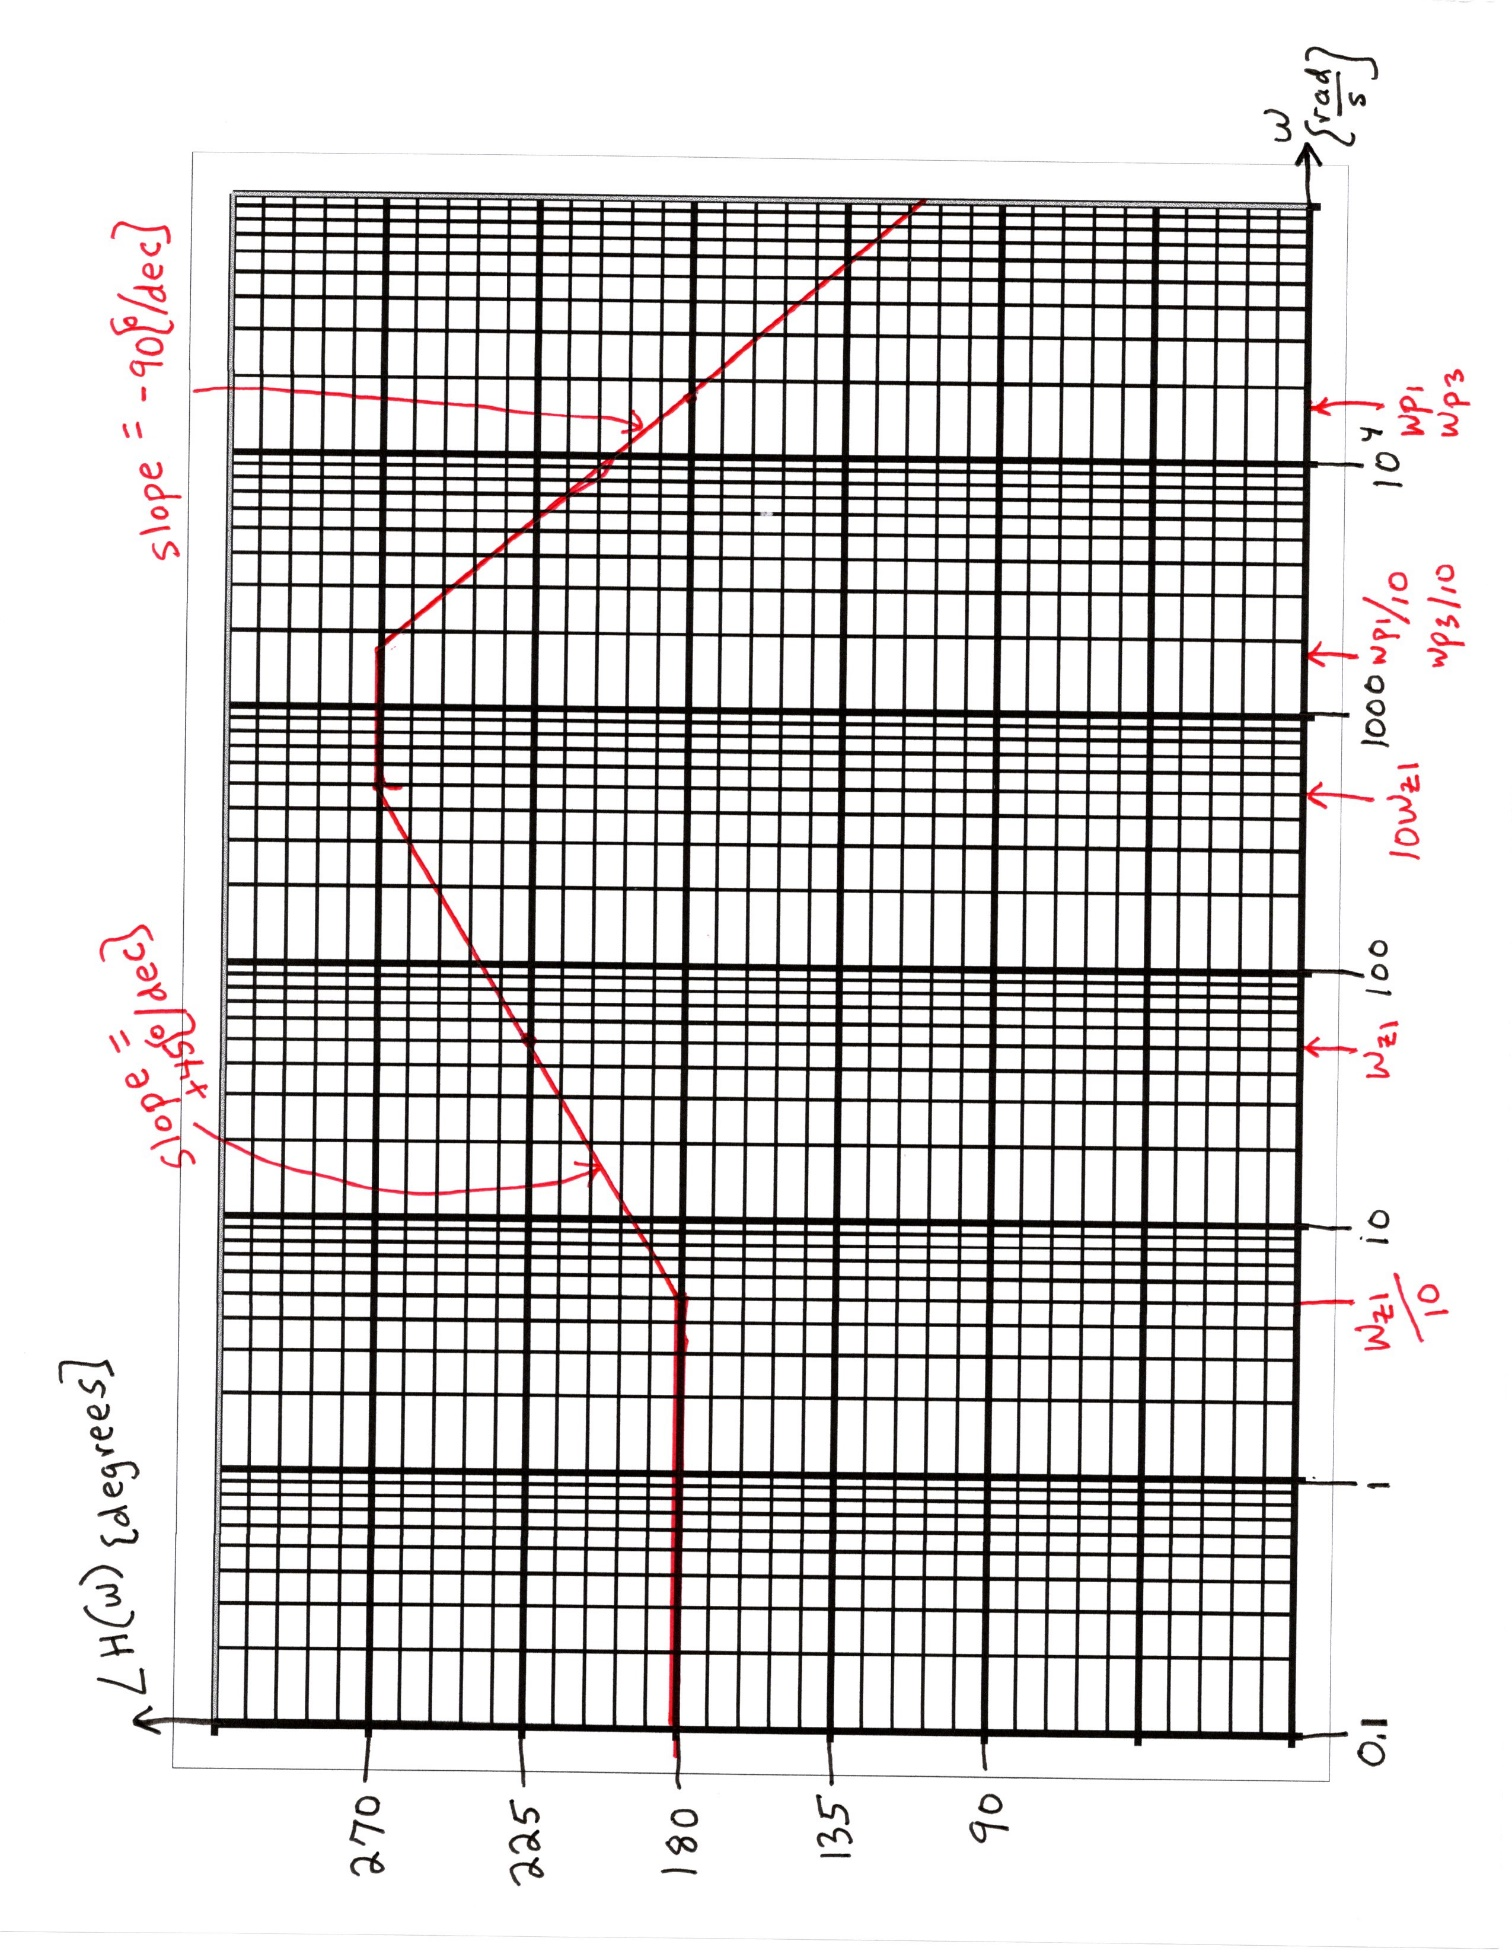 ∠H(ω) {degrees}
slope =
+45{°/dec}
slope = -90{°/dec}
270
225
180
135
90
0.1
1
10
100
1000
10⁴
ω
{rad/s}
ωz1/10
ωz1
10ωz1
ωp1/10
ωp3/10
ωp1
ωp3